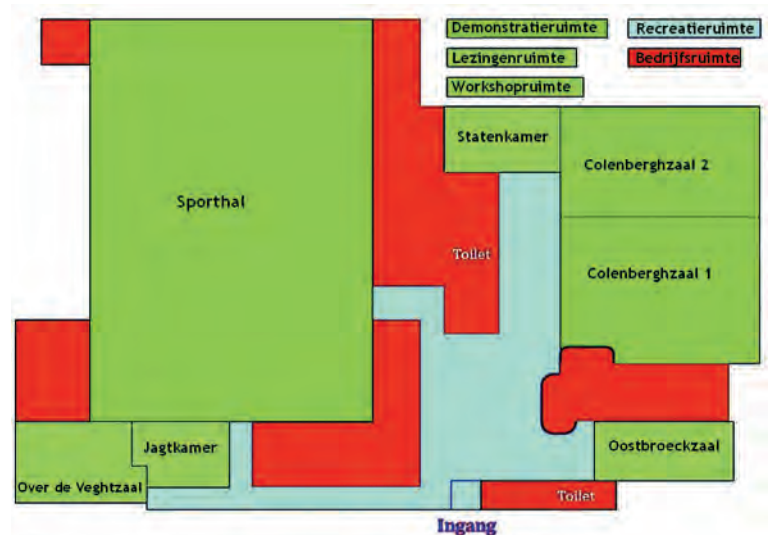 Demonstratieruimte
Recreatieruimte
Lezingenruimte
Bedrijfsruimte
Workshopruimte
Statenkamer
Colenberghzaal 2
Sporthal
Toilet
Colenberghzaal 1
Jagtkamer
Oostbroeckzaal
Over de Veghtzaal
Toilet
Ingang